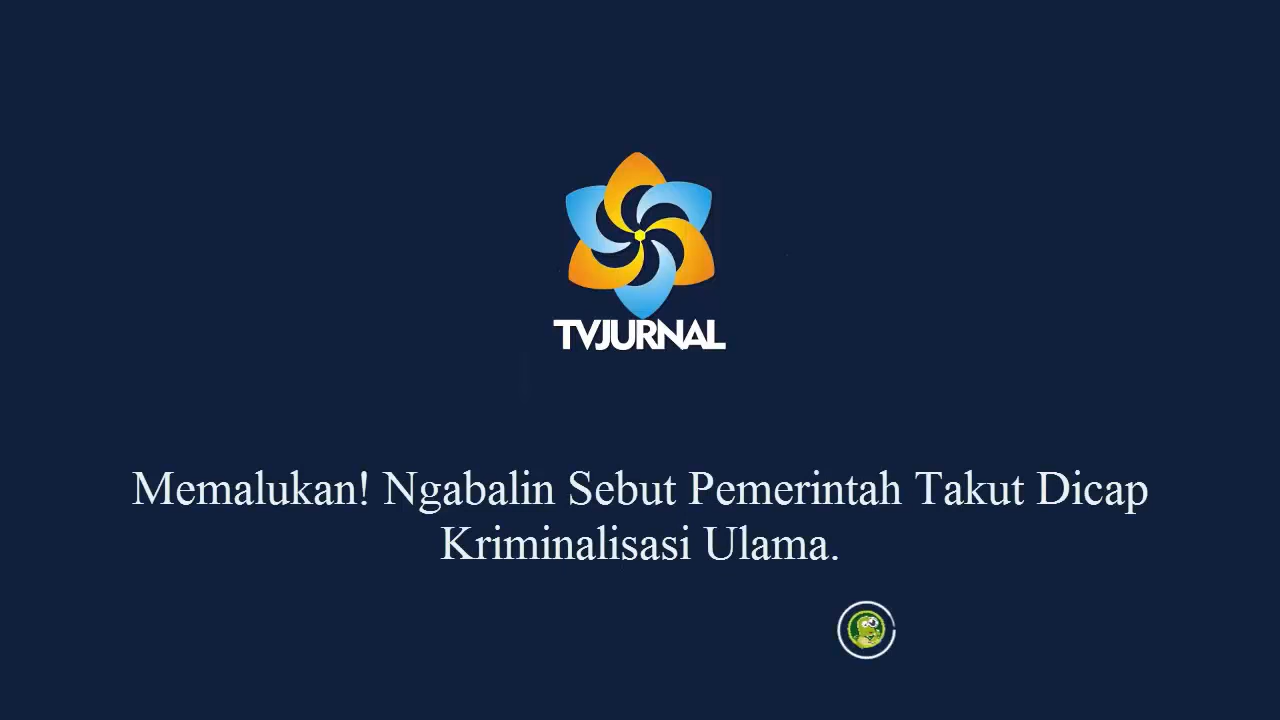 TVJURNAL
Memalukan! Ngabalin Sebut Pemerintah Takut Dicap
Kriminalisasi Ulama.